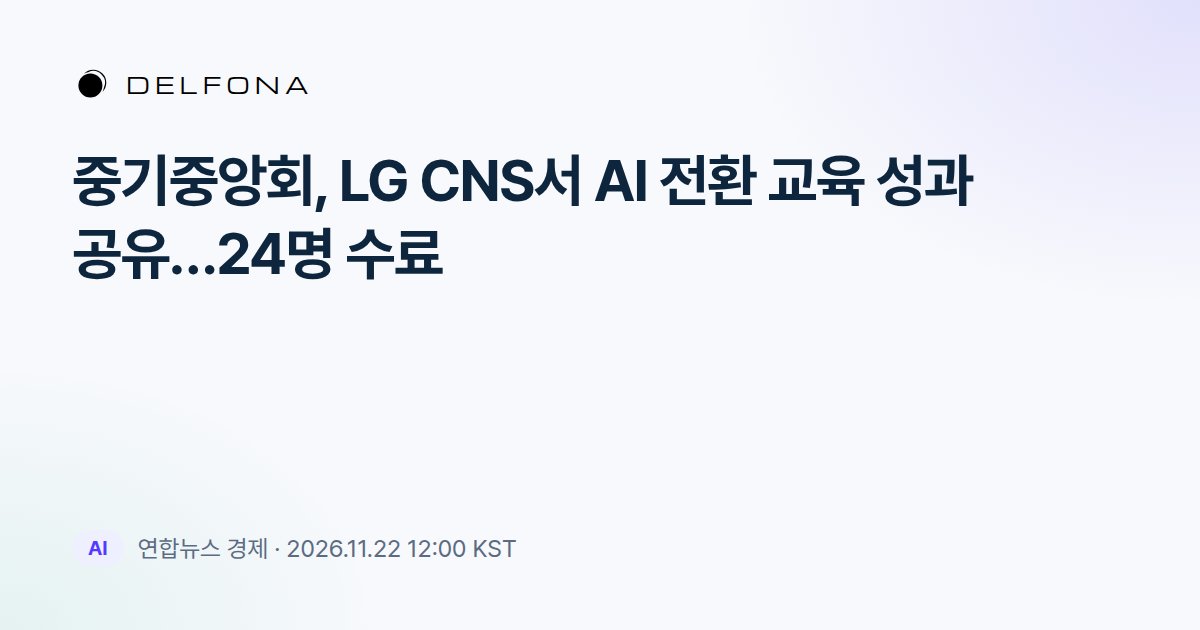 DELFONA
중기중앙회, LG CNS서 AI 전환 교육 성과
공유…24명 수료
AI 연합뉴스 경제 · 2026.11.22 12:00 KST